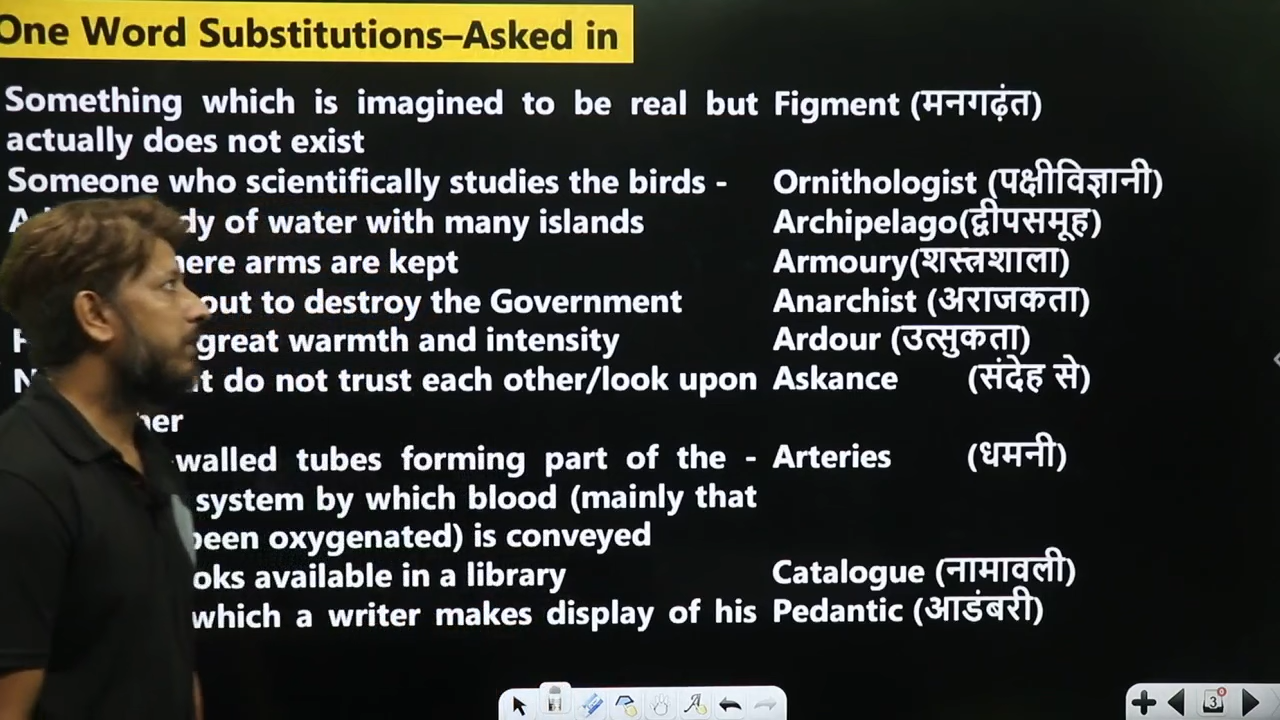 One Word Substitutions–Asked in
Something which is imagined to be real but Figment (मनगढ़ंत)
actually does not exist
Someone who scientifically studies the birds - Ornithologist (पक्षीविज्ञानी)
of water with many islands Archipelago(द्वीपसमूह)
arms are kept Armoury(शस्त्रशाला)
out to destroy the Government Anarchist (अराजकता)
great warmth and intensity Ardour (उत्सुकता)
do not trust each other/look upon Askance (संदेह से)
walled tubes forming part of the - Arteries (धमनी)
system by which blood (mainly that
been oxygenated) is conveyed
available in a library Catalogue (नामावली)
which a writer makes display of his Pedantic (आडंबरी)
3